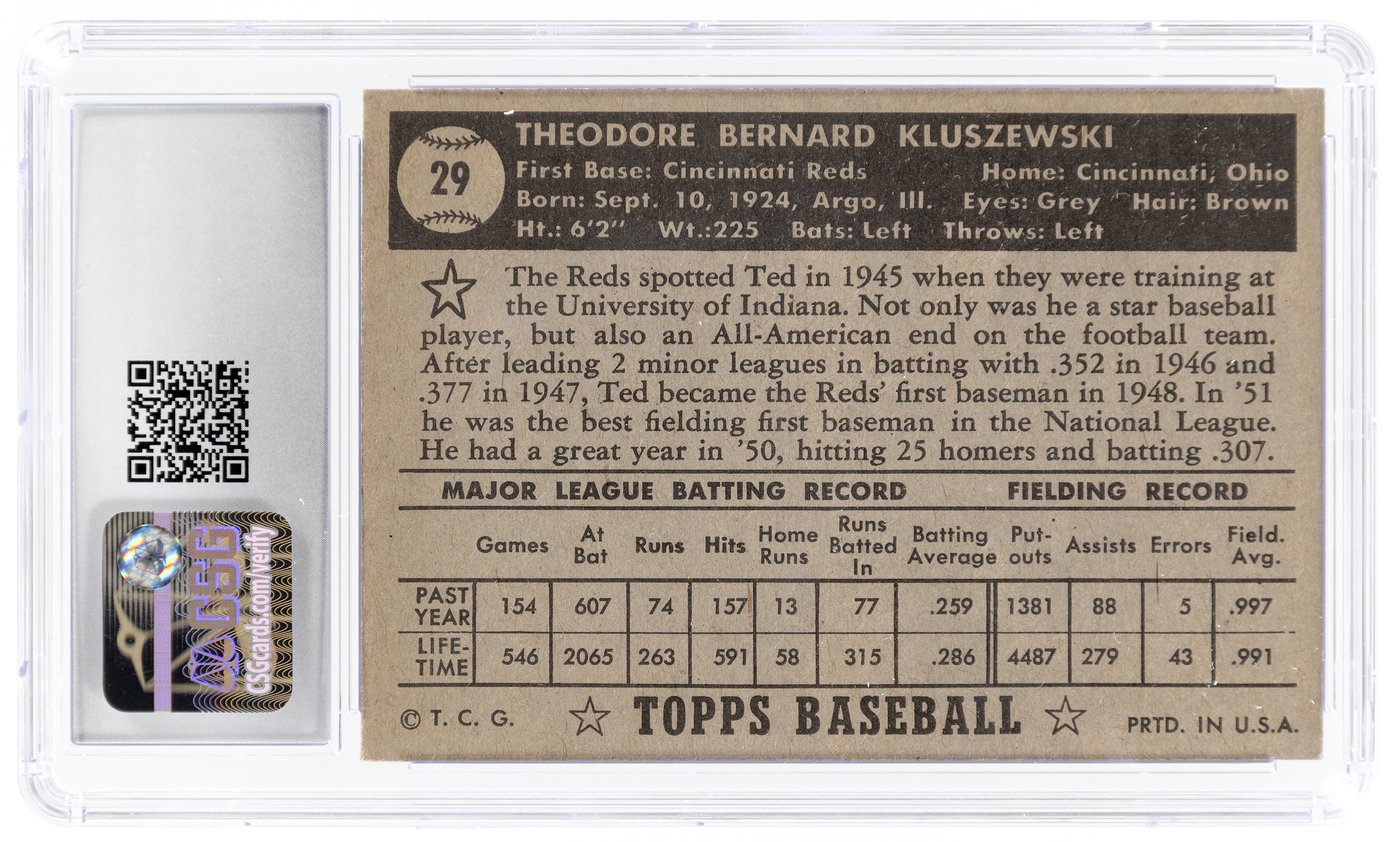 THEODORE BERNARD KLUSZEWSKI
29
First Base: Cincinnati Reds Home: Cincinnati, Ohio
Born: Sept. 10, 1924, Argo, Ill. Eyes: Grey Hair: Brown
Ht.: 6'2" Wt.:225 Bats: Left Throws: Left
The Reds spotted Ted in 1945 when they were training at
the University of Indiana. Not only was he a star baseball
player, but also an All-American end on the football team.
After leading 2 minor leagues in batting with .352 in 1946 and
.377 in 1947, Ted became the Reds' first baseman in 1948. In '51
he was the best fielding first baseman in the National League.
He had a great year in '50, hitting 25 homers and batting .307.
MAJOR LEAGUE BATTING RECORD FIELDING RECORD
Games At Bat Runs Hits Home Runs Runs Batted In Batting Average Put-outs Assists Errors Field. Avg.
PAST YEAR 154 607 74 157 13 77 .259 1381 88 5 .997
LIFE-TIME 546 2065 263 591 58 315 .286 4487 279 43 .991
© T. C. G. TOPPS BASEBALL PRTD. IN U.S.A.
CSG
CSGcards.com/verify